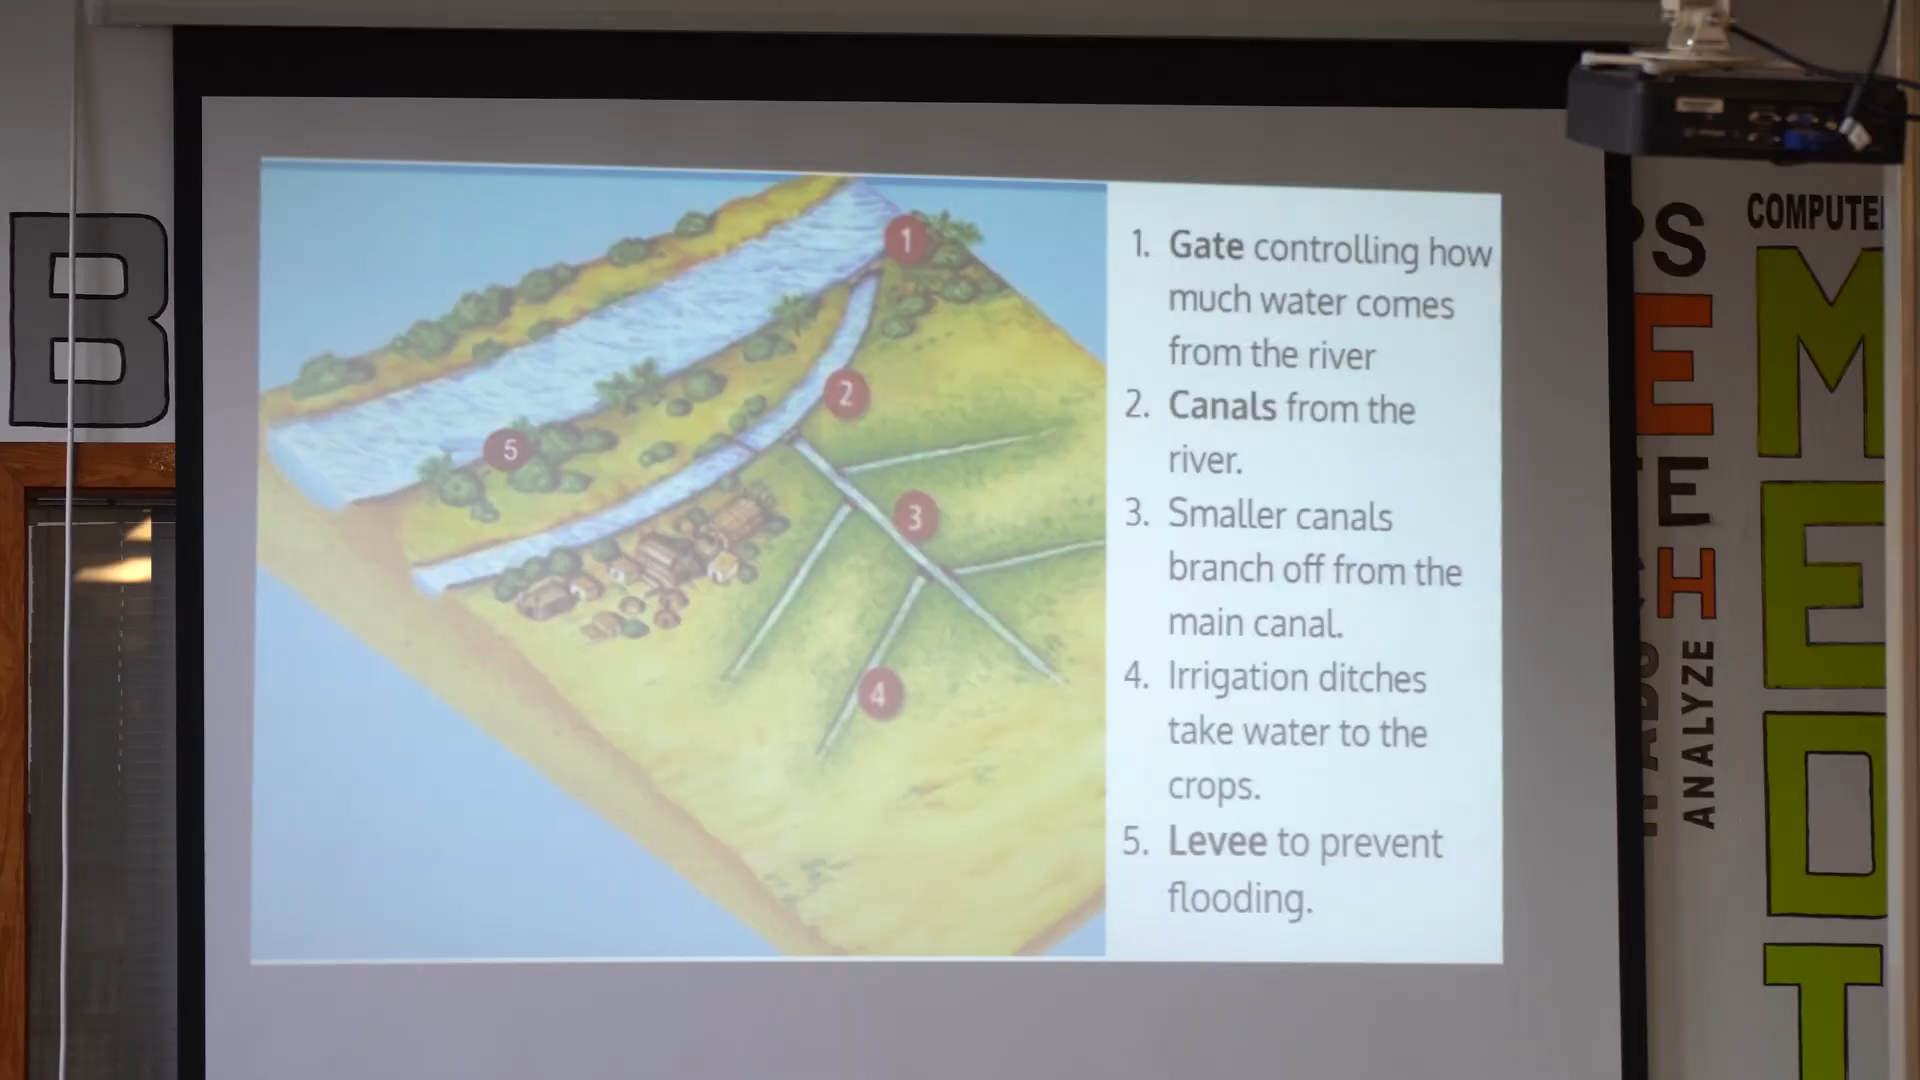 B
1
2
3
4
5
1. Gate controlling how
much water comes
from the river
2. Canals from the
river.
3. Smaller canals
branch off from the
main canal.
4. Irrigation ditches
take water to the
crops.
5. Levee to prevent
flooding.
COMPUTE
ANALYZE